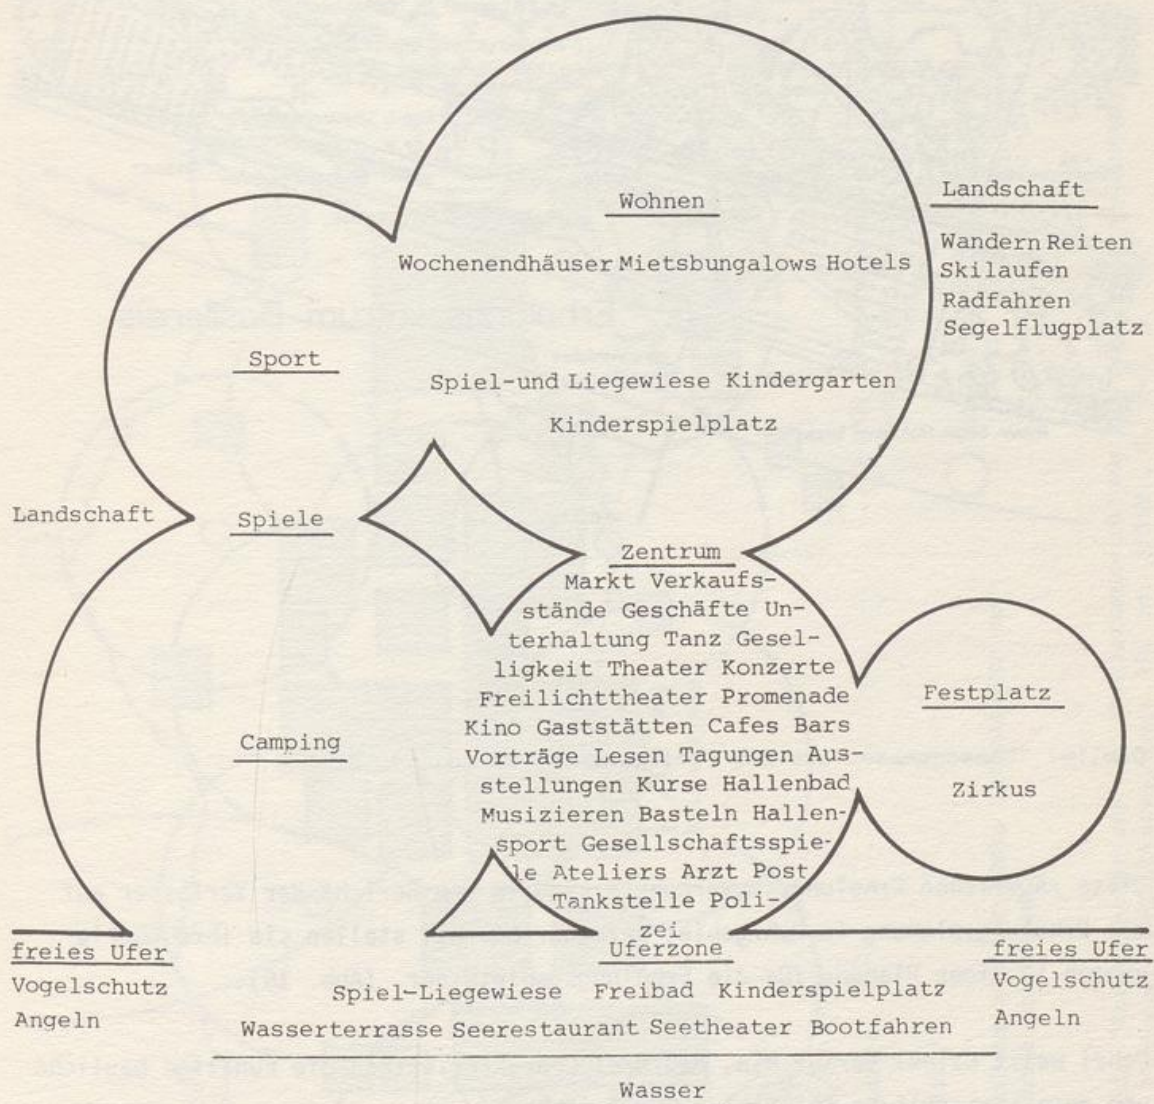 Wohnen
Wochenendhäuser Mietsbungalows Hotels
Spiel-und Liegewiese Kindergarten
Kinderspielplatz
Landschaft
Wandern Reiten
Skilaufen
Radfahren
Segelflugplatz
Sport
Landschaft
Spiele
Camping
Zentrum
Markt Verkaufs-
stände Geschäfte Un-
terhaltung Tanz Gesel-
ligkeit Theater Konzerte
Freilichttheater Promenade
Kino Gaststätten Cafes Bars
Vorträge Lesen Tagungen Aus-
stellungen Kurse Hallenbad
Musizieren Basteln Hallen-
sport Gesellschaftsspie-
le Ateliers Arzt Post
Tankstelle Poli-
zei
Festplatz
Zirkus
freies Ufer
Vogelschutz
Angeln
Uferzone
Spiel-Liegewiese Freibad Kinderspielplatz
Wasserterrasse Seerestaurant Seetheater Bootfahren
freies Ufer
Vogelschutz
Angeln
Wasser